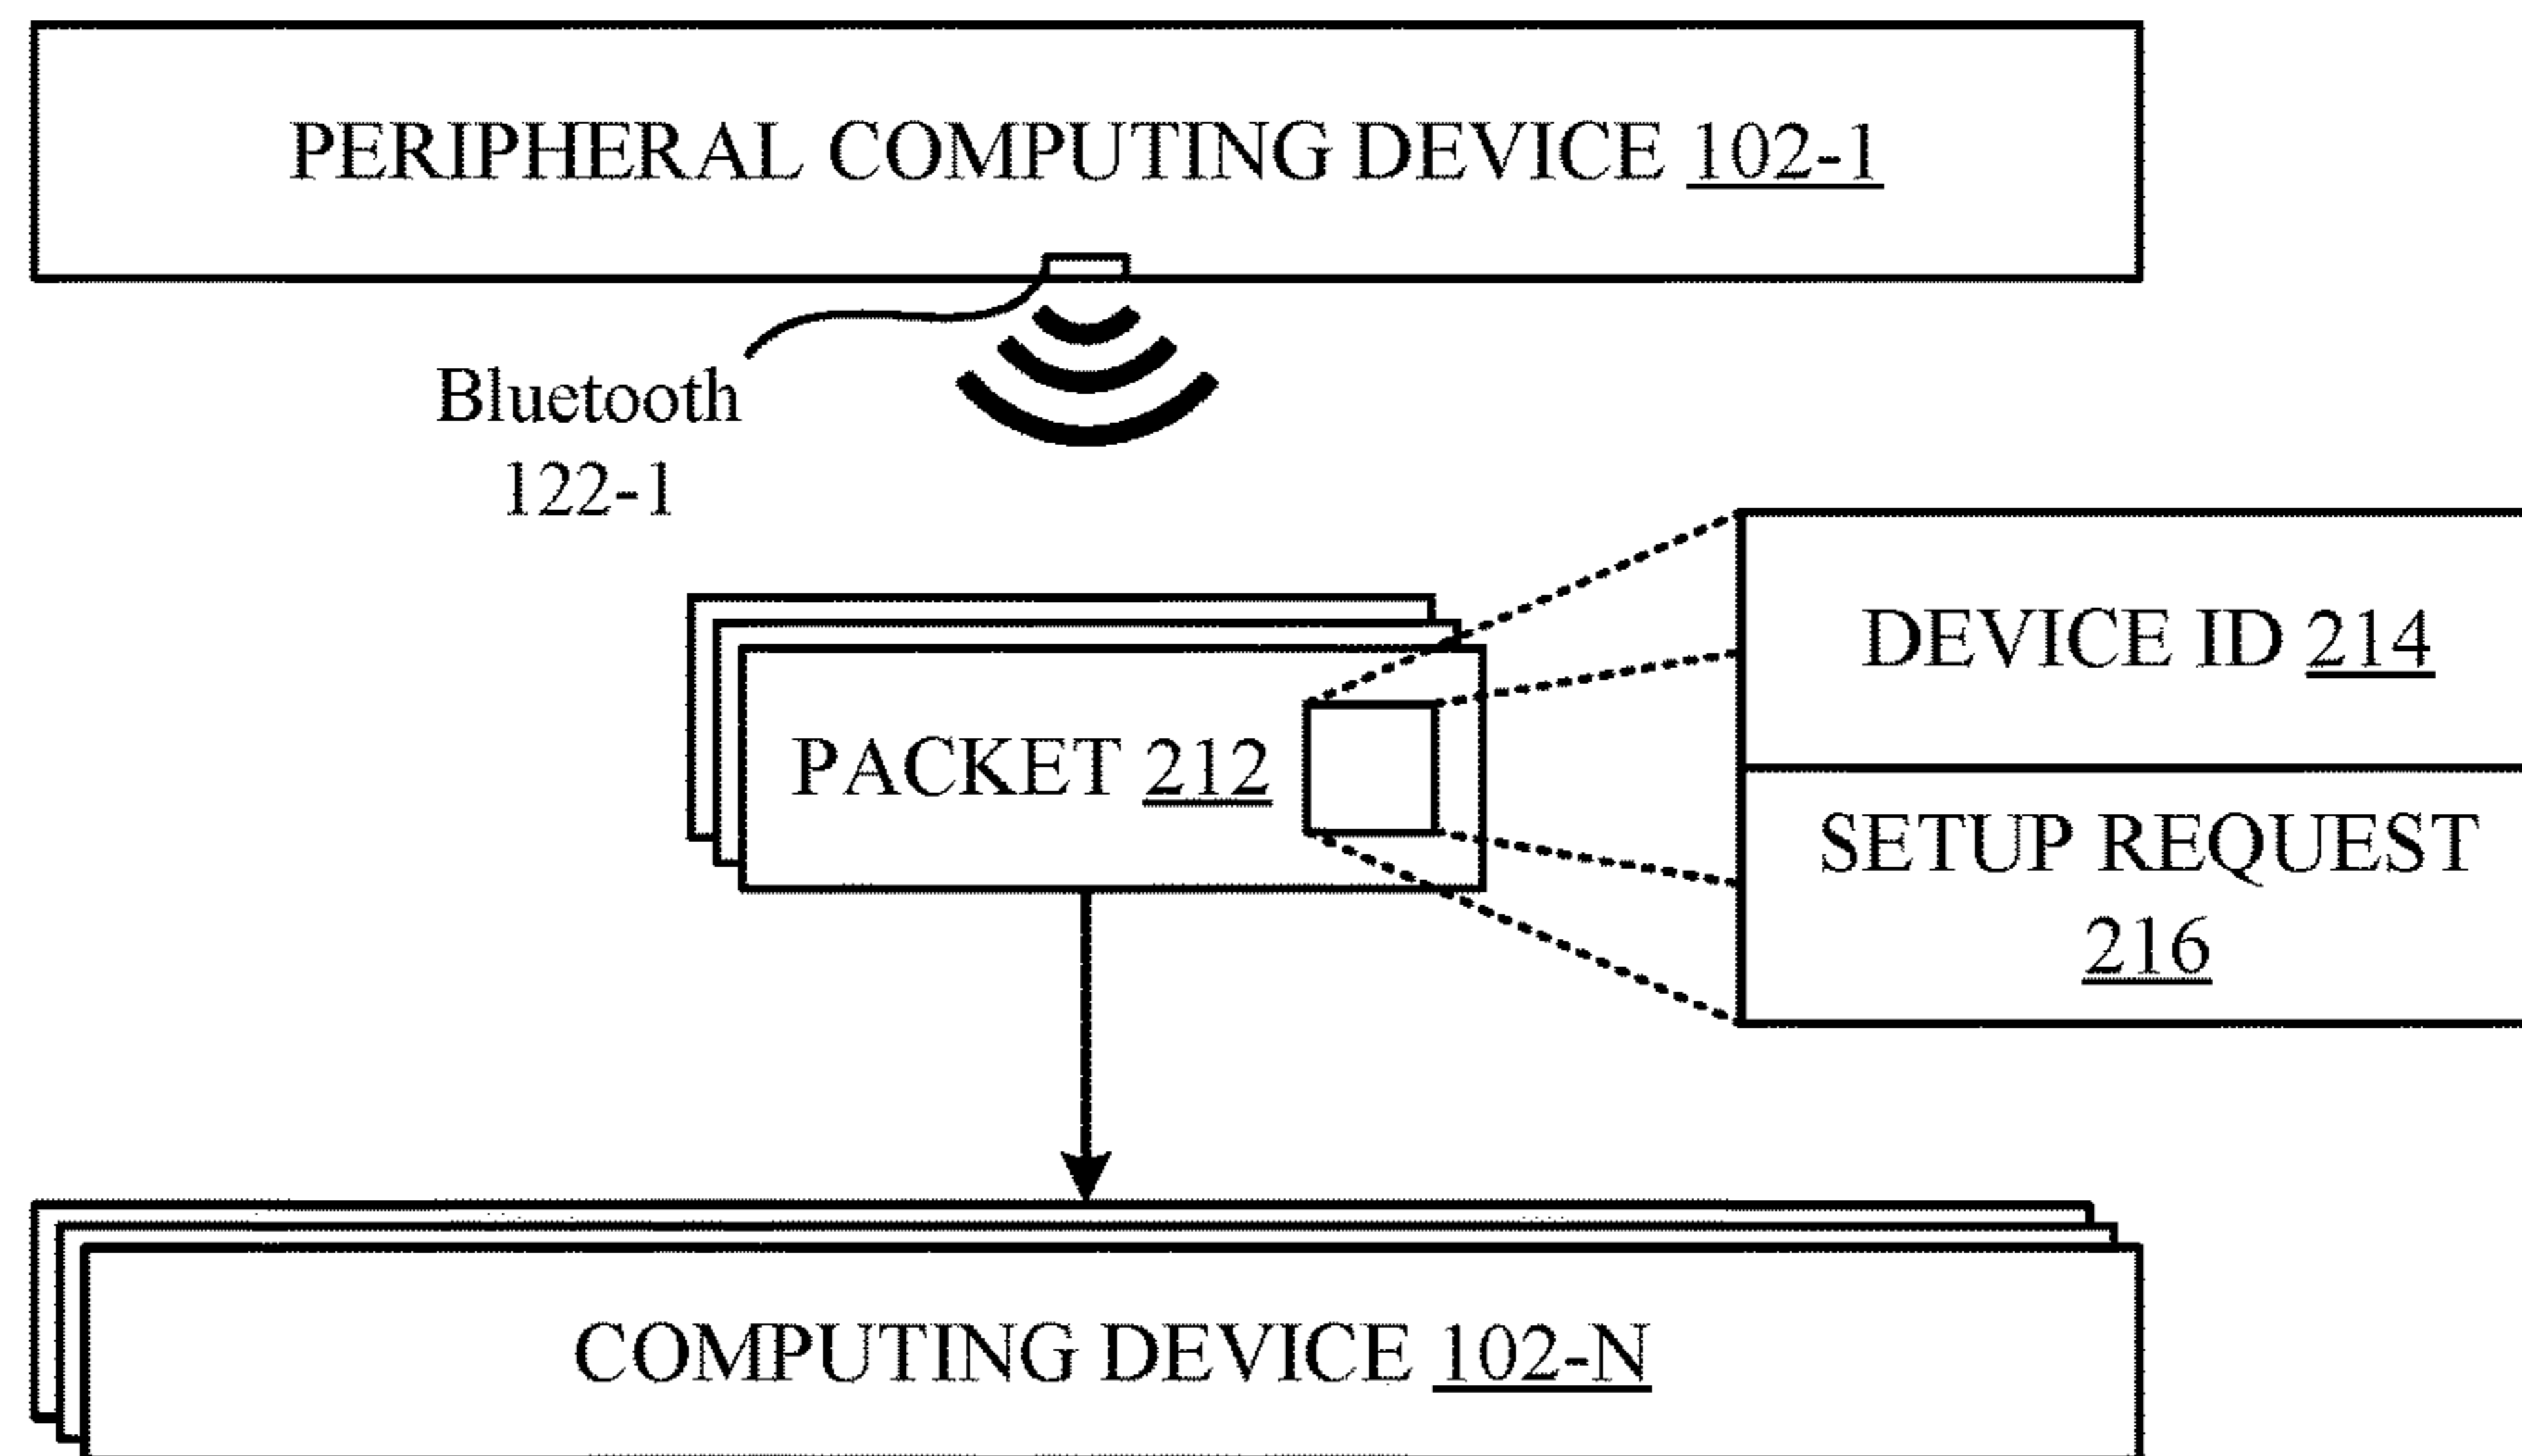 PERIPHERAL COMPUTING DEVICE 102-1
Bluetooth
122-1
DEVICE ID 214
PACKET 212
SETUP REQUEST
216
COMPUTING DEVICE 102-N